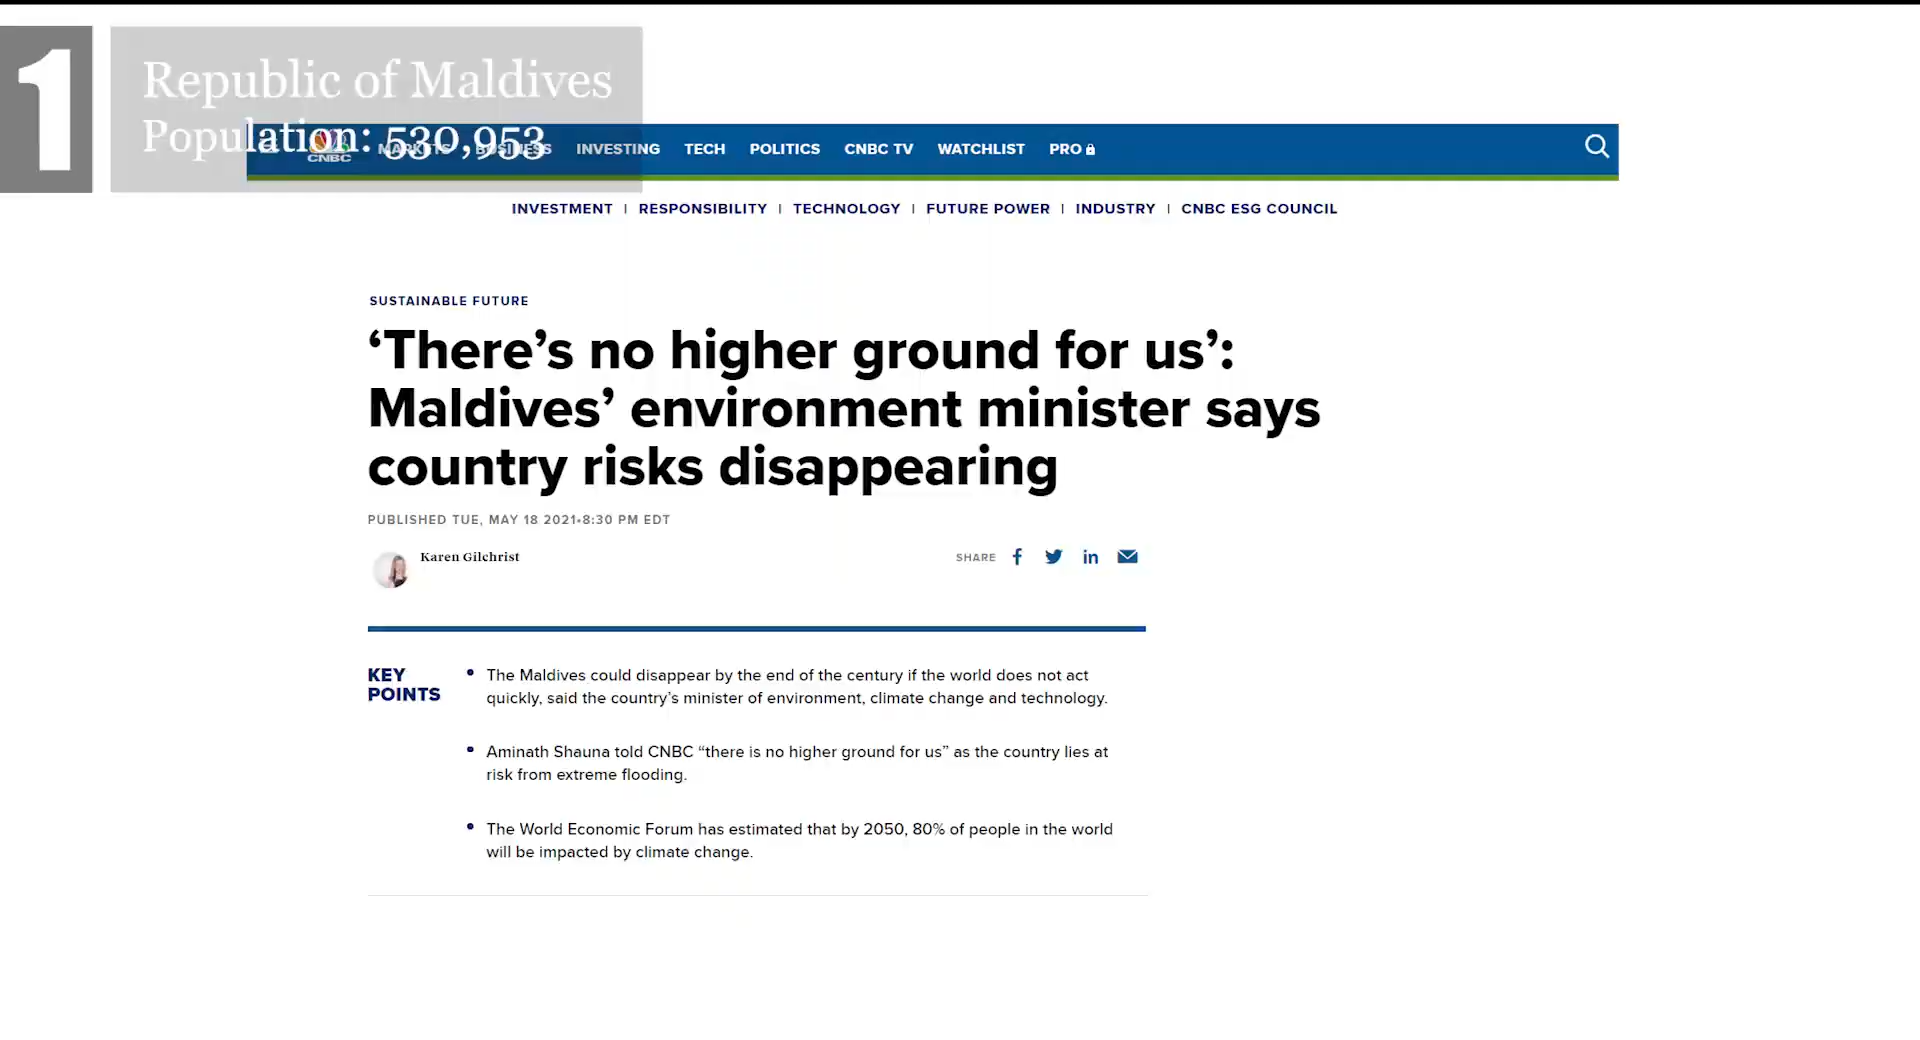 1
Republic of Maldives
Population: 530,953
CNBC MARKETS BUSINESS INVESTING TECH POLITICS CNBC TV WATCHLIST PRO
INVESTMENT | RESPONSIBILITY | TECHNOLOGY | FUTURE POWER | INDUSTRY | CNBC ESG COUNCIL
SUSTAINABLE FUTURE
‘There’s no higher ground for us’:
Maldives’ environment minister says
country risks disappearing
PUBLISHED TUE, MAY 18 2021•8:30 PM EDT
Karen Gilchrist
SHARE
KEY
POINTS
• The Maldives could disappear by the end of the century if the world does not act
quickly, said the country’s minister of environment, climate change and technology.
• Aminath Shauna told CNBC “there is no higher ground for us” as the country lies at
risk from extreme flooding.
• The World Economic Forum has estimated that by 2050, 80% of people in the world
will be impacted by climate change.